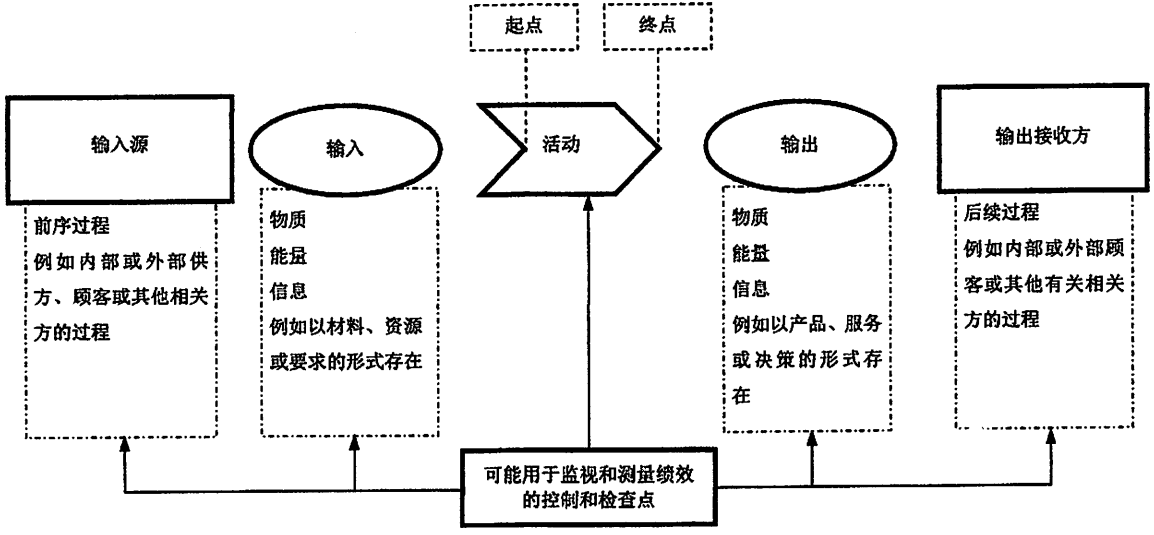 起点
终点
输入源
输入
活动
输出
输出接收方
前序过程
例如内部或外部供
方、顾客或其他相关
方的过程
物质
能量
信息
例如以材料、资源
或要求的形式存在
物质
能量
信息
例如以产品、服务
或决策的形式存
在
后续过程
例如内部或外部顾
客或其他有关相关
方的过程
可能用于监视和测量绩效
的控制和检查点